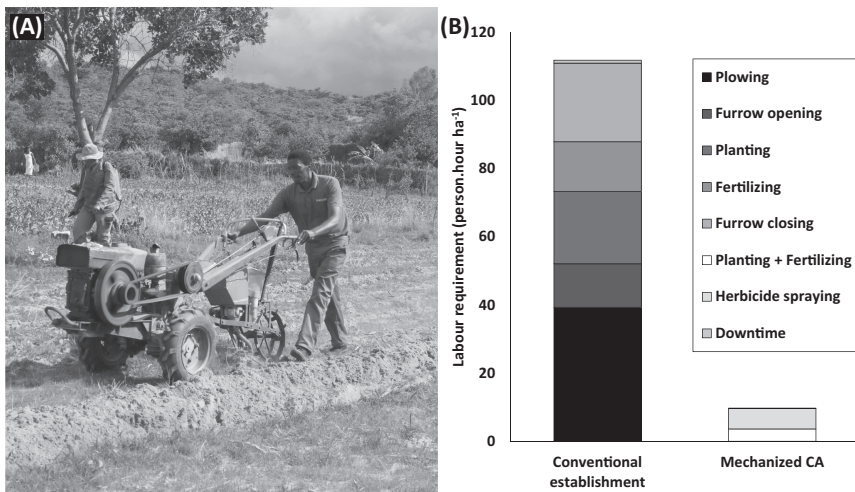 (A)
(B)
120
100
80
60
40
20
0
Labour requirement (person.hour ha⁻¹)
Plowing
Furrow opening
Planting
Fertilizing
Furrow closing
Planting + Fertilizing
Herbicide spraying
Downtime
Conventional
establishment
Mechanized CA